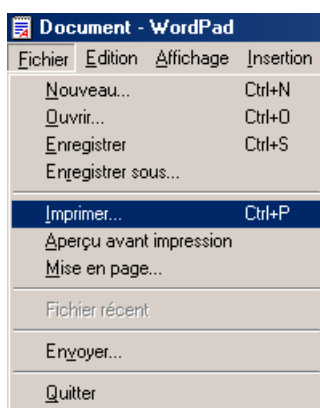 Document - WordPad
Fichier Edition Affichage Insertion
Nouveau... Ctrl+N
Ouvrir... Ctrl+O
Enregistrer Ctrl+S
Enregistrer sous...
Imprimer... Ctrl+P
Aperçu avant impression
Mise en page...
Fichier récent
Envoyer...
Quitter